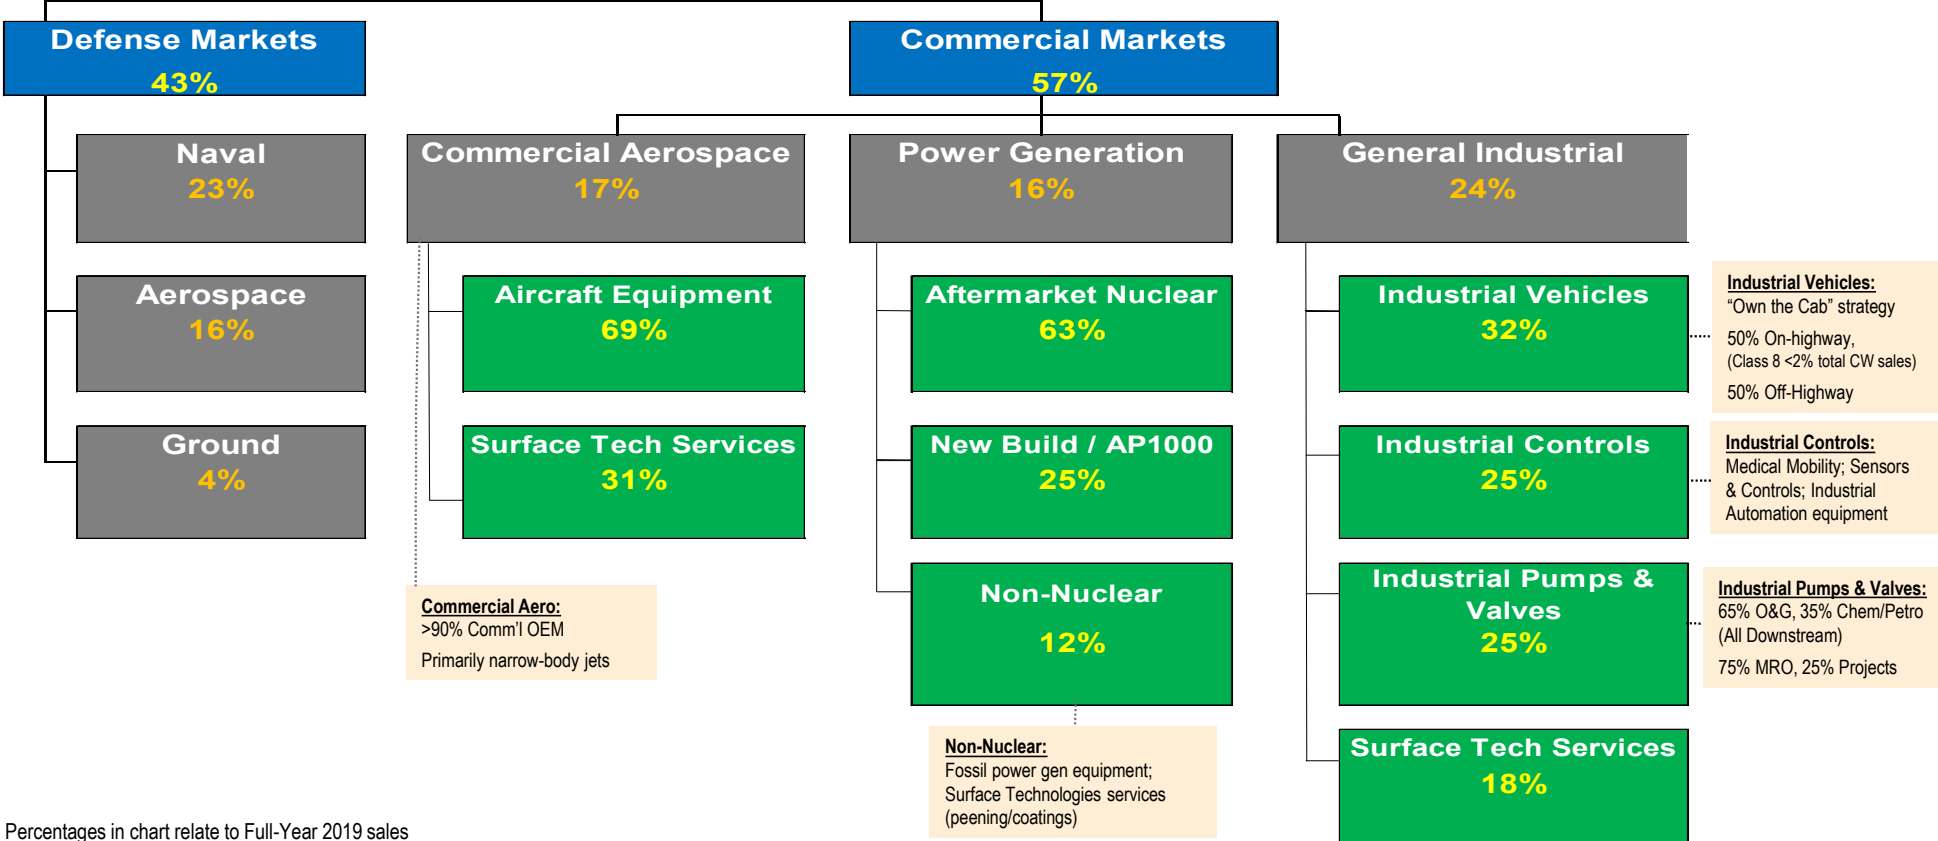 Defense Markets
43%
Commercial Markets
57%
Naval
23%
Commercial Aerospace
17%
Power Generation
16%
General Industrial
24%
Aerospace
16%
Aircraft Equipment
69%
Aftermarket Nuclear
63%
Industrial Vehicles
32%
Industrial Vehicles:
“Own the Cab” strategy
50% On-highway,
(Class 8 <2% total CW sales)
50% Off-Highway
Ground
4%
Surface Tech Services
31%
New Build / AP1000
25%
Industrial Controls
25%
Industrial Controls:
Medical Mobility; Sensors
& Controls; Industrial
Automation equipment
Commercial Aero:
>90% Comm’l OEM
Primarily narrow-body jets
Non-Nuclear
12%
Industrial Pumps &
Valves
25%
Industrial Pumps & Valves:
65% O&G, 35% Chem/Petro
(All Downstream)
75% MRO, 25% Projects
Non-Nuclear:
Fossil power gen equipment;
Surface Technologies services
(peening/coatings)
Surface Tech Services
18%
Percentages in chart relate to Full-Year 2019 sales